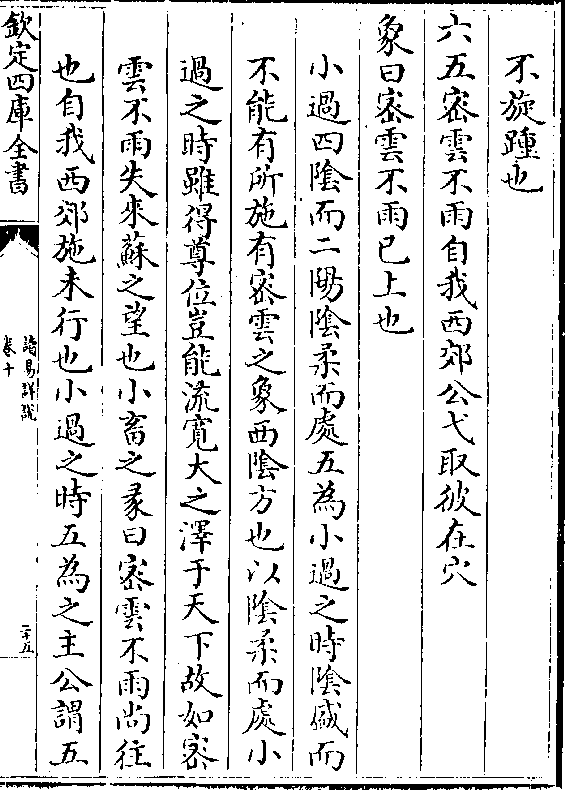 不旋踵也
六五密雲不雨自我西郊公弋取彼在穴
象曰密雲不雨已上也
小過四陰而二陽陰柔而處五為小過之時陰盛而
不能有所施有密雲之象西陰方也以陰柔而處小
過之時雖得尊位豈能流寛大之澤于天下故如密
雲不雨失來蘇之望也小畜之彖曰密雲不雨尚往
也自我西郊施未行也小過之時五為之主公謂五
欽定四庫全書
讀易詳說
卷十
二十五